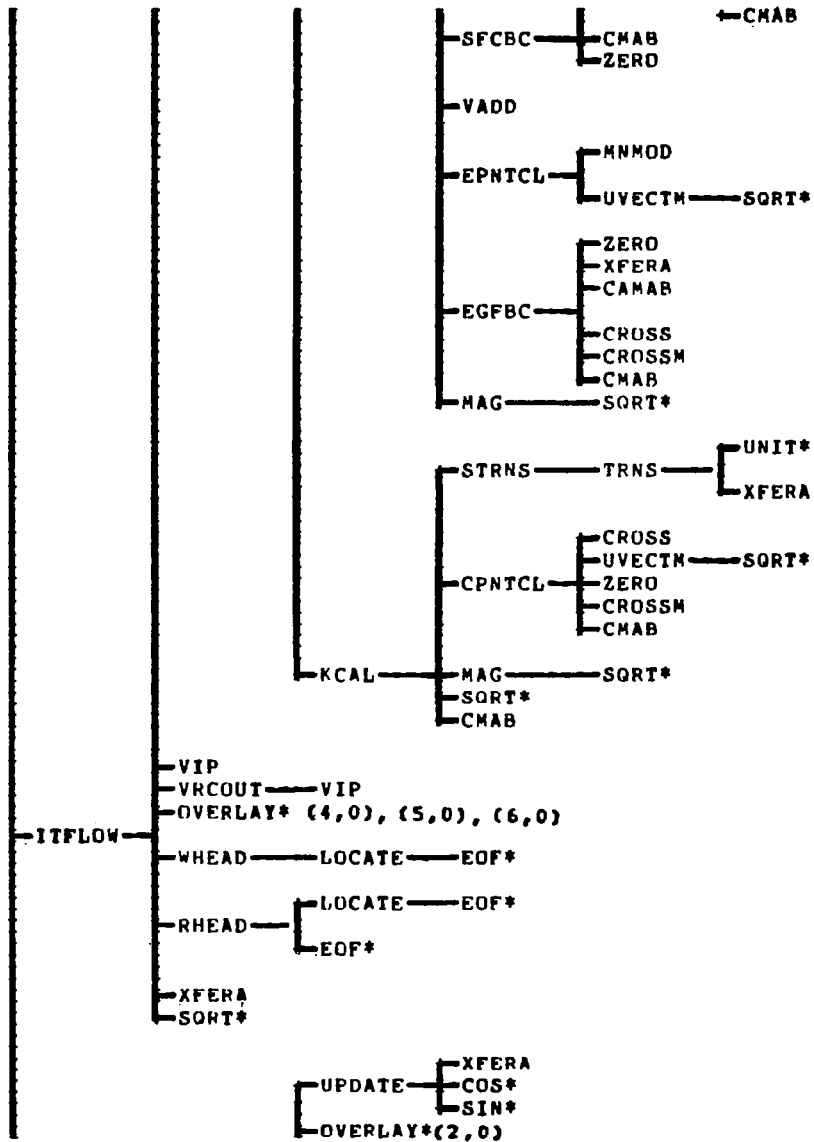 CMAB
SFCBC CMAB
ZERO
VADD
MNMOD
EPNTCL
UVECTM SQRT*
ZERO
XFERA
CAMAB
EGFBC
CROSS
CROSSM
CMAB
MAG SQRT*
UNIT*
STRNS TRNS
XFERA
CROSS
UVECTM SQRT*
CPNTCL ZERO
CROSSM
CMAB
KCAL MAG SQRT*
SQRT*
CMAB
VIP
VRCOUT VIP
OVERLAY* (4,0), (5,0), (6,0)
ITFLOW
WHEAD LOCATE EOF*
LOCATE EOF*
RHEAD
EOF*
XFERA
SQRT*
XFERA
UPDATE COS*
SIN*
OVERLAY*(2,0)